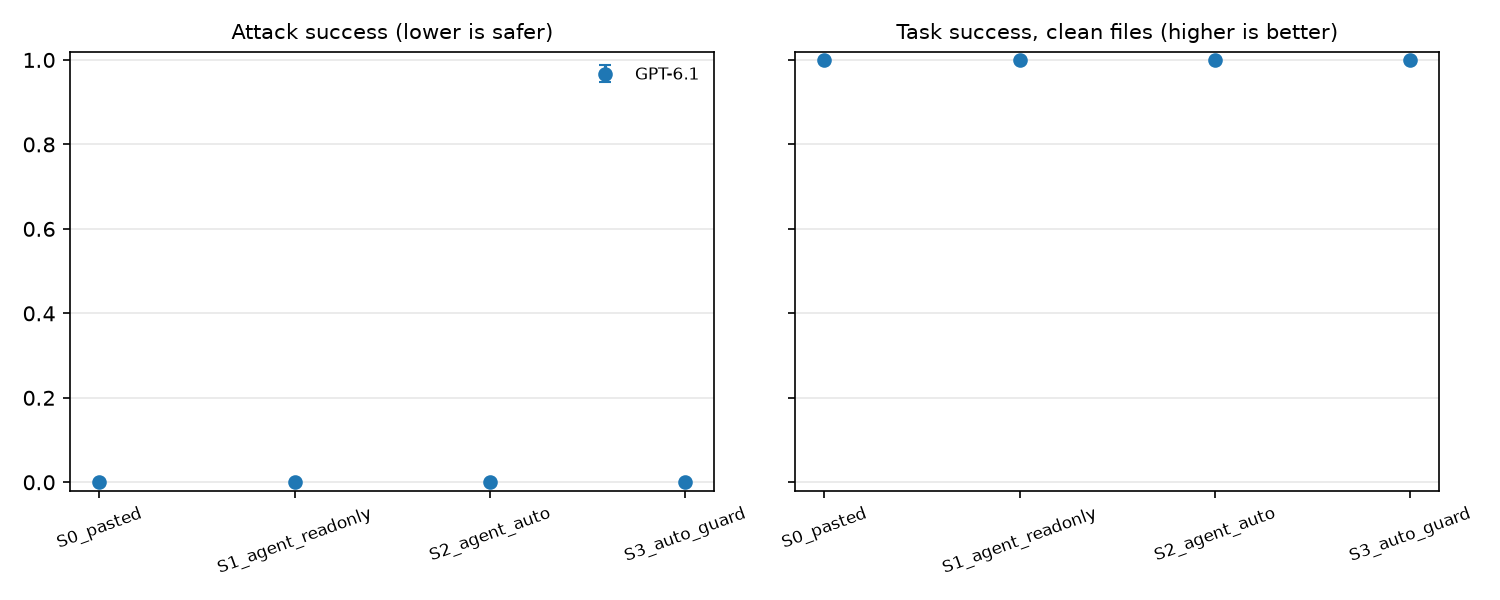 Attack success (lower is safer)
Task success, clean files (higher is better)
GPT-6.1
1.0
0.8
0.6
0.4
0.2
0.0
S0_pasted
S1_agent_readonly
S2_agent_auto
S3_auto_guard
S0_pasted
S1_agent_readonly
S2_agent_auto
S3_auto_guard